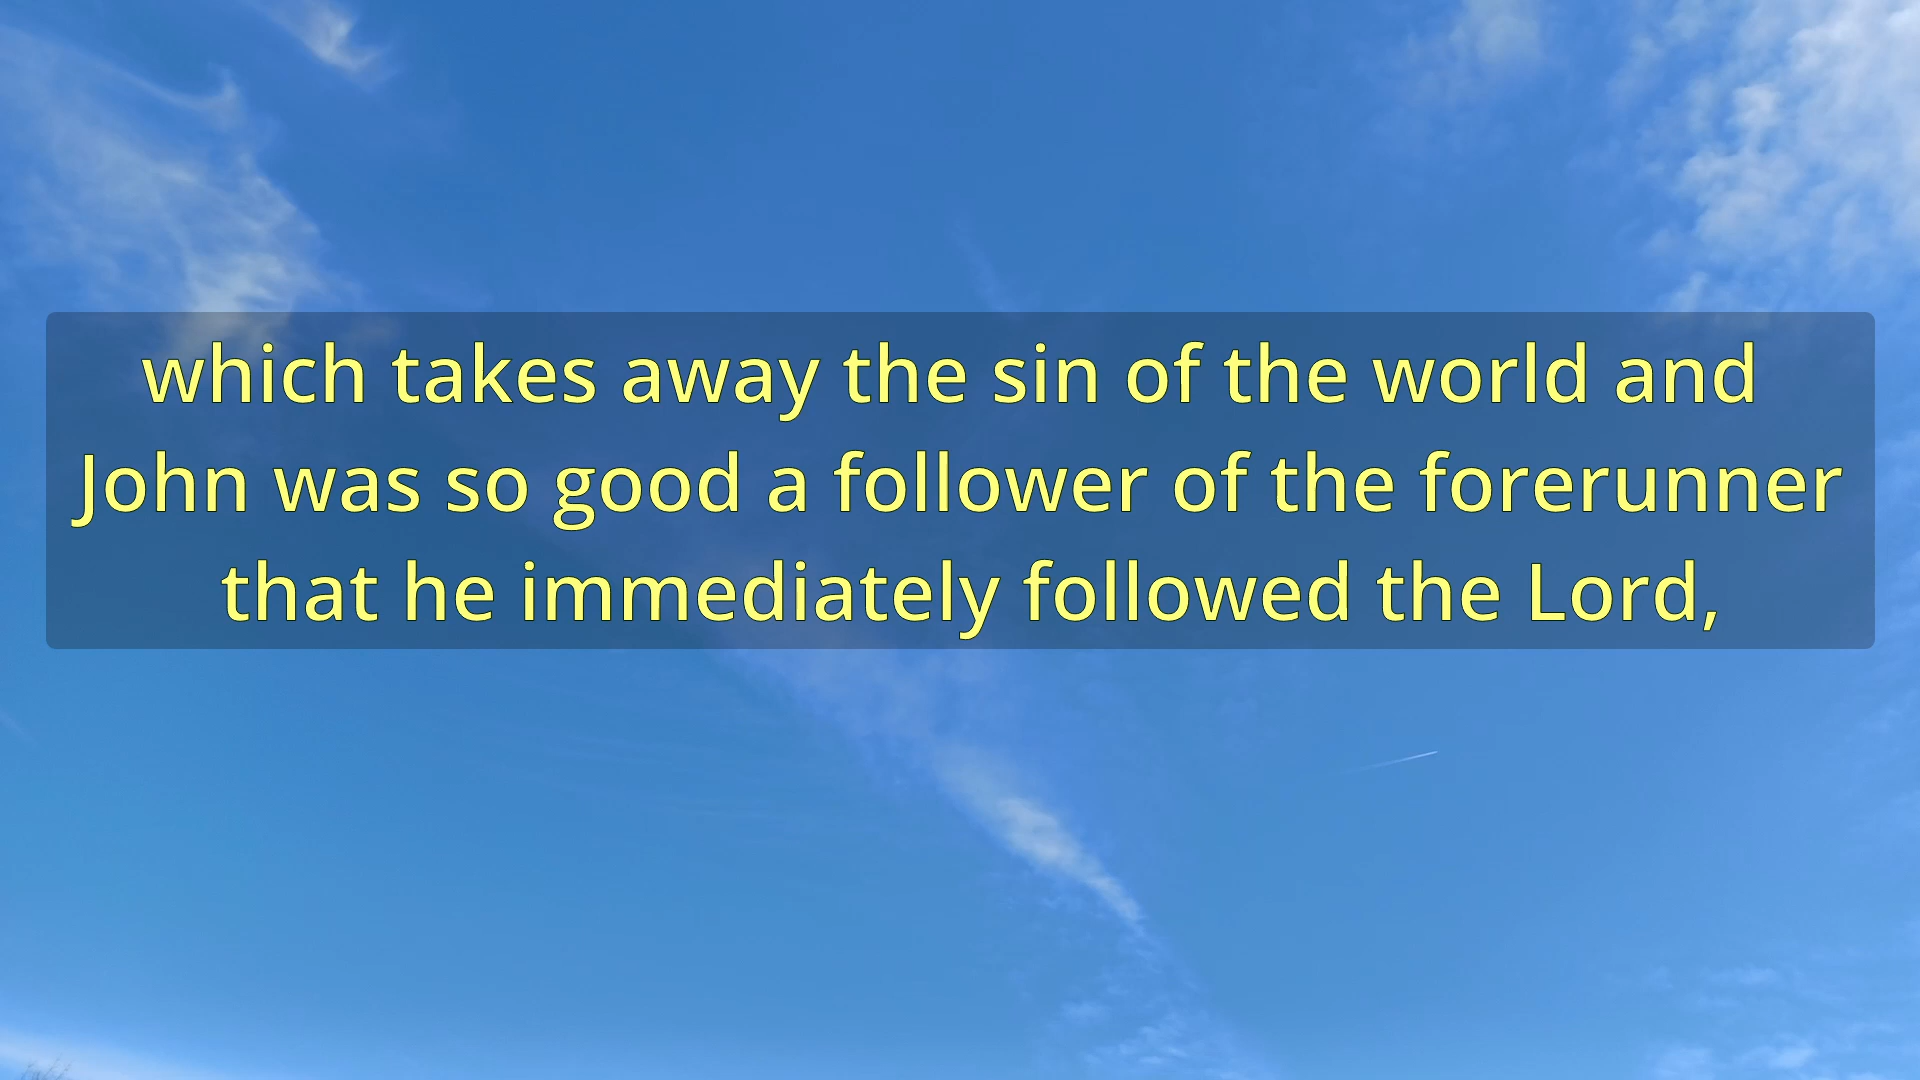 which takes away the sin of the world and
John was so good a follower of the forerunner
that he immediately followed the Lord,